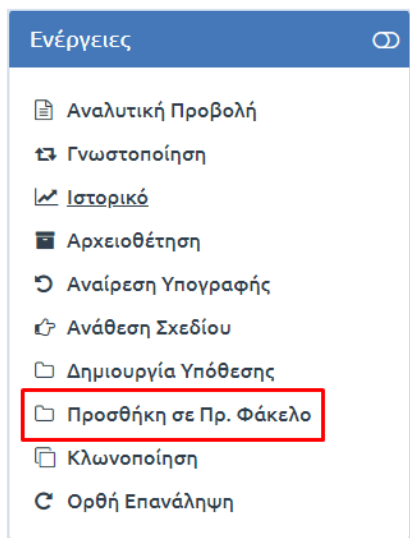 Ενέργειες
Αναλυτική Προβολή
Γνωστοποίηση
Ιστορικό
Αρχειοθέτηση
Αναίρεση Υπογραφής
Ανάθεση Σχεδίου
Δημιουργία Υπόθεσης
Προσθήκη σε Πρ. Φάκελο
Κλωνοποίηση
Ορθή Επανάληψη